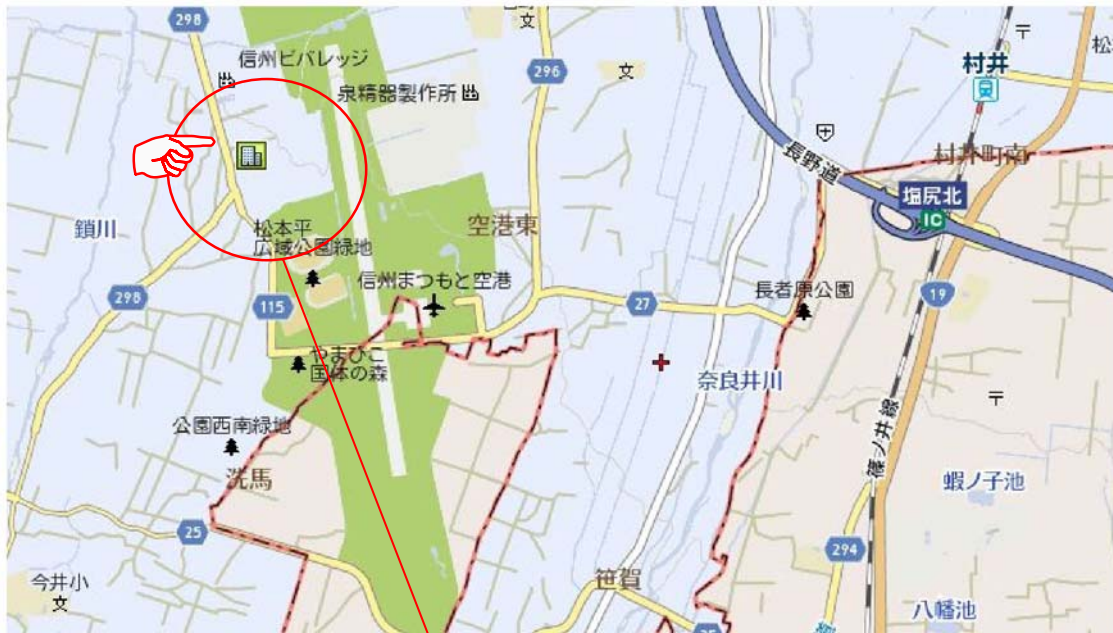 298
信州ビバレッジ
泉精器製作所
296
文
村井
村井町南
長野道
塩尻北
IC
鎖川
松本平
広域公園緑地
空港東
信州まつもと空港
298
115
27
長者原公園
19
やまびこ
国体の森
奈良井川
篠ノ井線
公園西南緑地
洗馬
蝦ノ子池
25
294
今井小
文
笹賀
八幡池
25